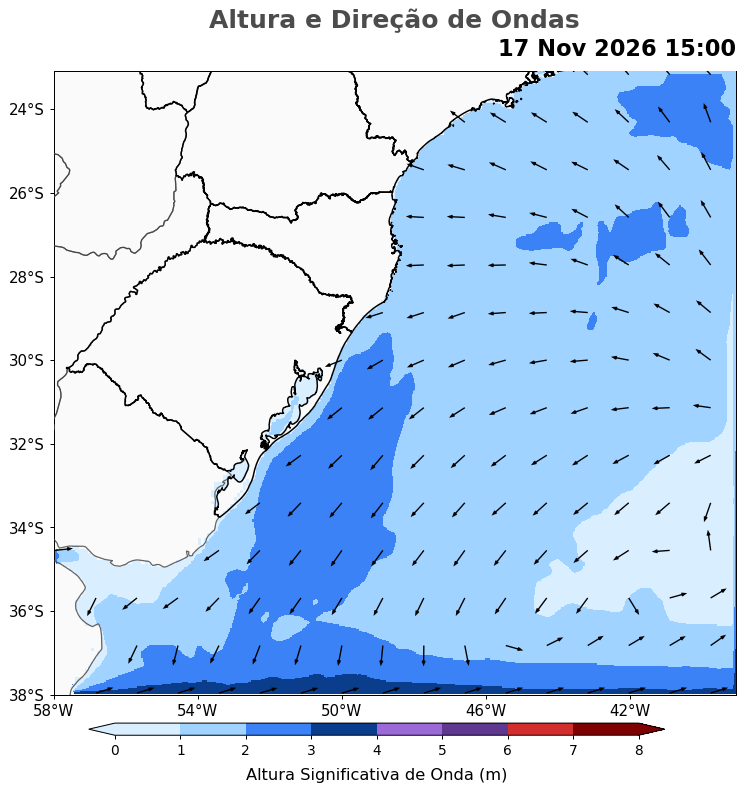 Altura e Direção de Ondas
17 Nov 2026 15:00
24°S
26°S
28°S
30°S
32°S
34°S
36°S
38°S
58°W 54°W 50°W 46°W 42°W
0 1 2 3 4 5 6 7 8
Altura Significativa de Onda (m)